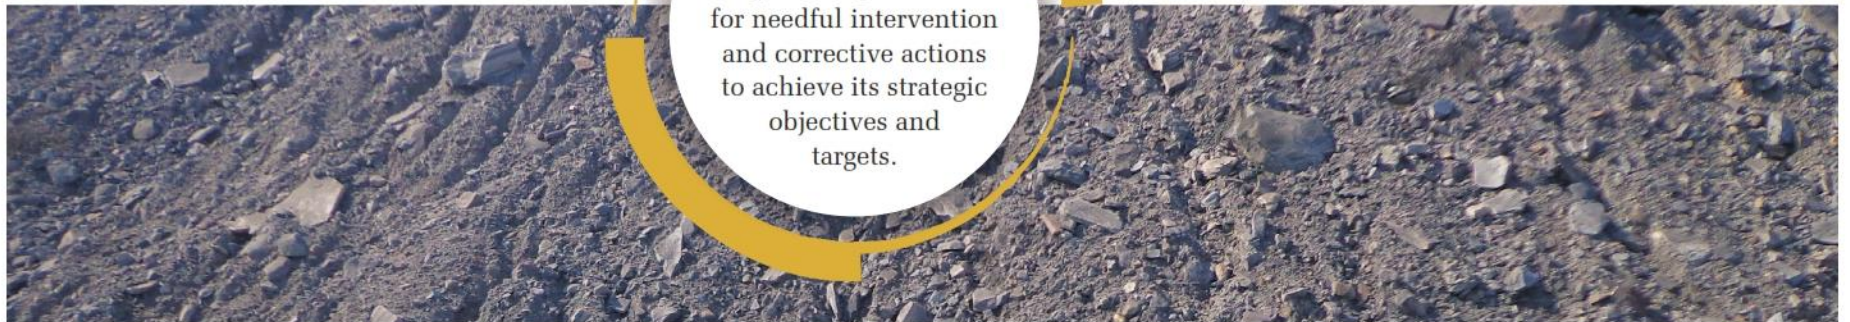 for needful intervention
and corrective actions
to achieve its strategic
objectives and
targets.